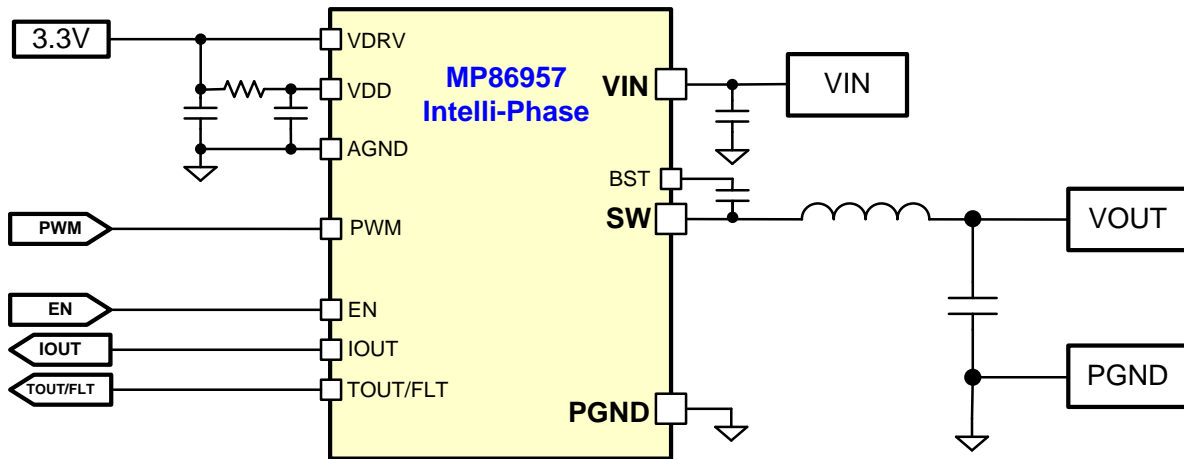 3.3V
VDRV
VDD
AGND
PWM
PWM
EN
EN
IOUT
IOUT
TOUT/FLT
TOUT/FLT
MP86957
Intelli-Phase
VIN
VIN
BST
SW
VOUT
PGND
PGND